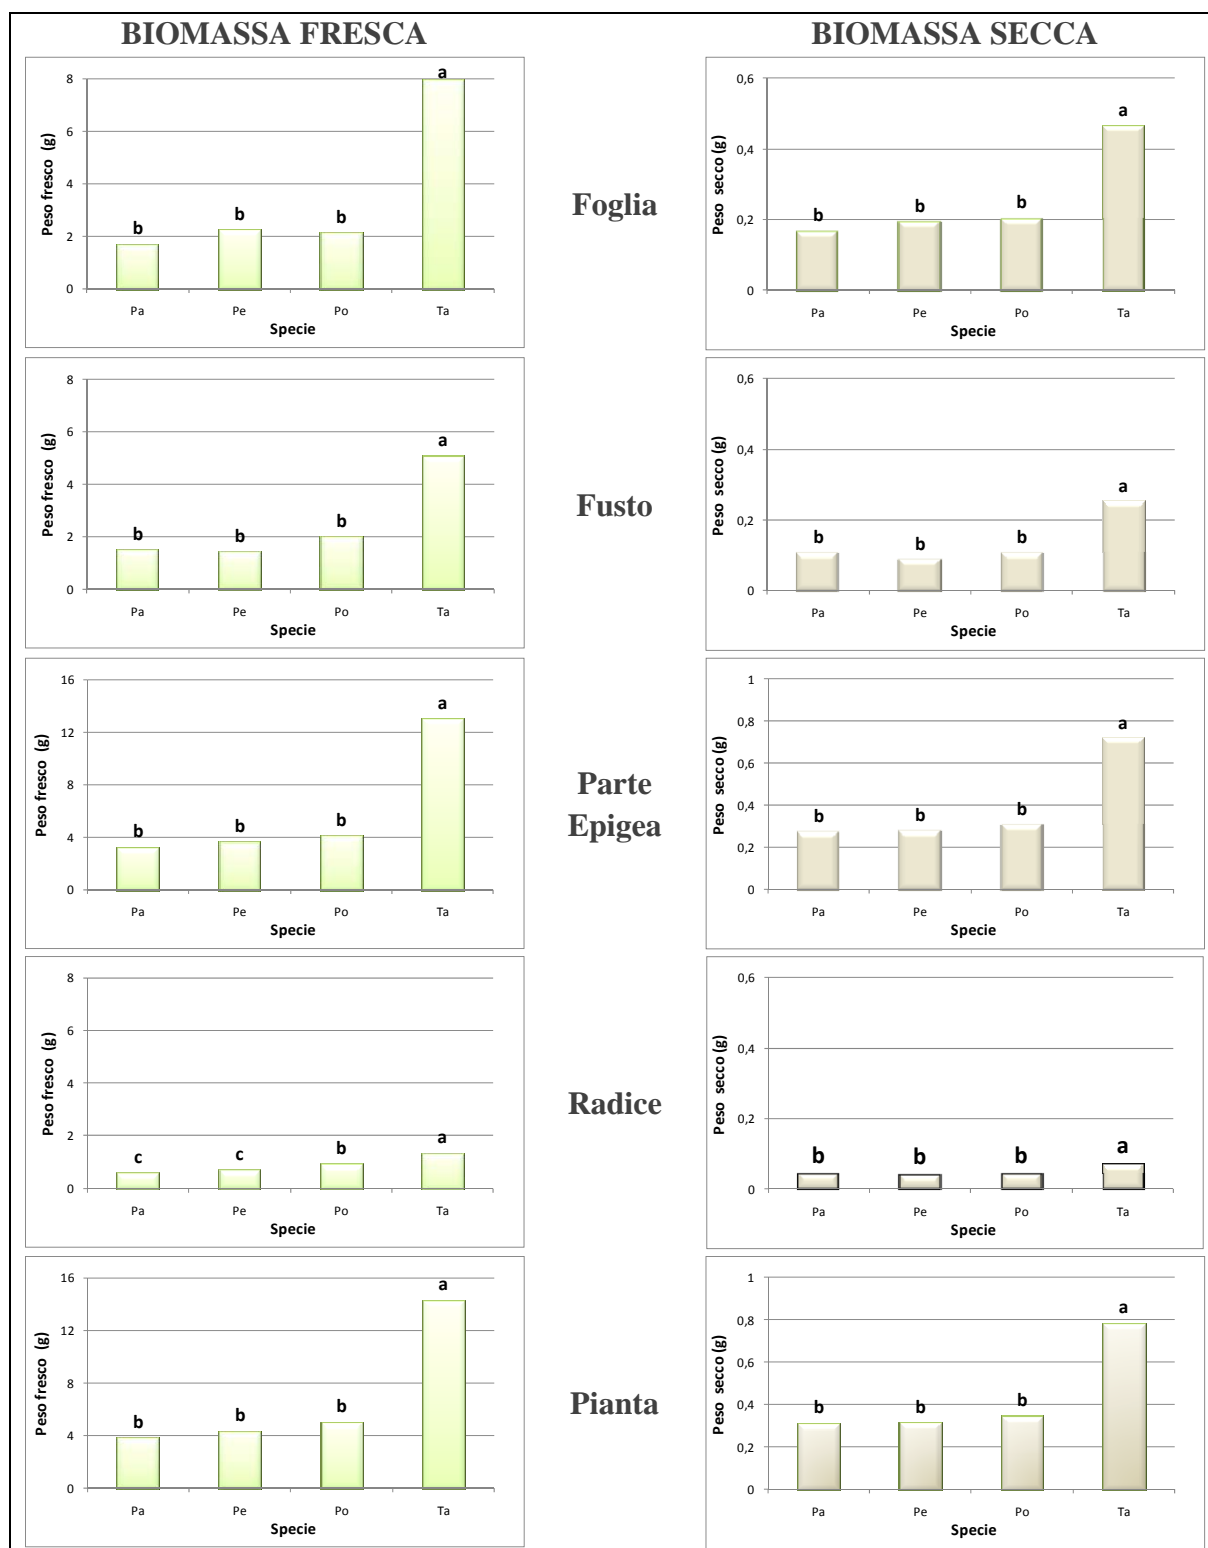 BIOMASSA FRESCA
BIOMASSA SECCA
Peso fresco (g)
8
6
4
2
0
b
b
b
a
Pa
Pe
Po
Ta
Specie
Foglia
Peso secco (g)
0,6
0,4
0,2
0
b
b
b
a
Pa
Pe
Po
Ta
Specie
Peso fresco (g)
8
6
4
2
0
b
b
b
a
Pa
Pe
Po
Ta
Specie
Fusto
Peso secco (g)
0,6
0,4
0,2
0
b
b
b
a
Pa
Pe
Po
Ta
Specie
Peso fresco (g)
16
12
8
4
0
b
b
b
a
Pa
Pe
Po
Ta
Specie
Parte
Epigea
Peso secco (g)
1
0,8
0,6
0,4
0,2
0
b
b
b
a
Pa
Pe
Po
Ta
Specie
Peso fresco (g)
8
6
4
2
0
c
c
b
a
Pa
Pe
Po
Ta
Specie
Radice
Peso secco (g)
0,6
0,4
0,2
0
b
b
b
a
Pa
Pe
Po
Ta
Specie
Peso fresco (g)
16
12
8
4
0
b
b
b
a
Pa
Pe
Po
Ta
Specie
Pianta
Peso secco (g)
1
0,8
0,6
0,4
0,2
0
b
b
b
a
Pa
Pe
Po
Ta
Specie